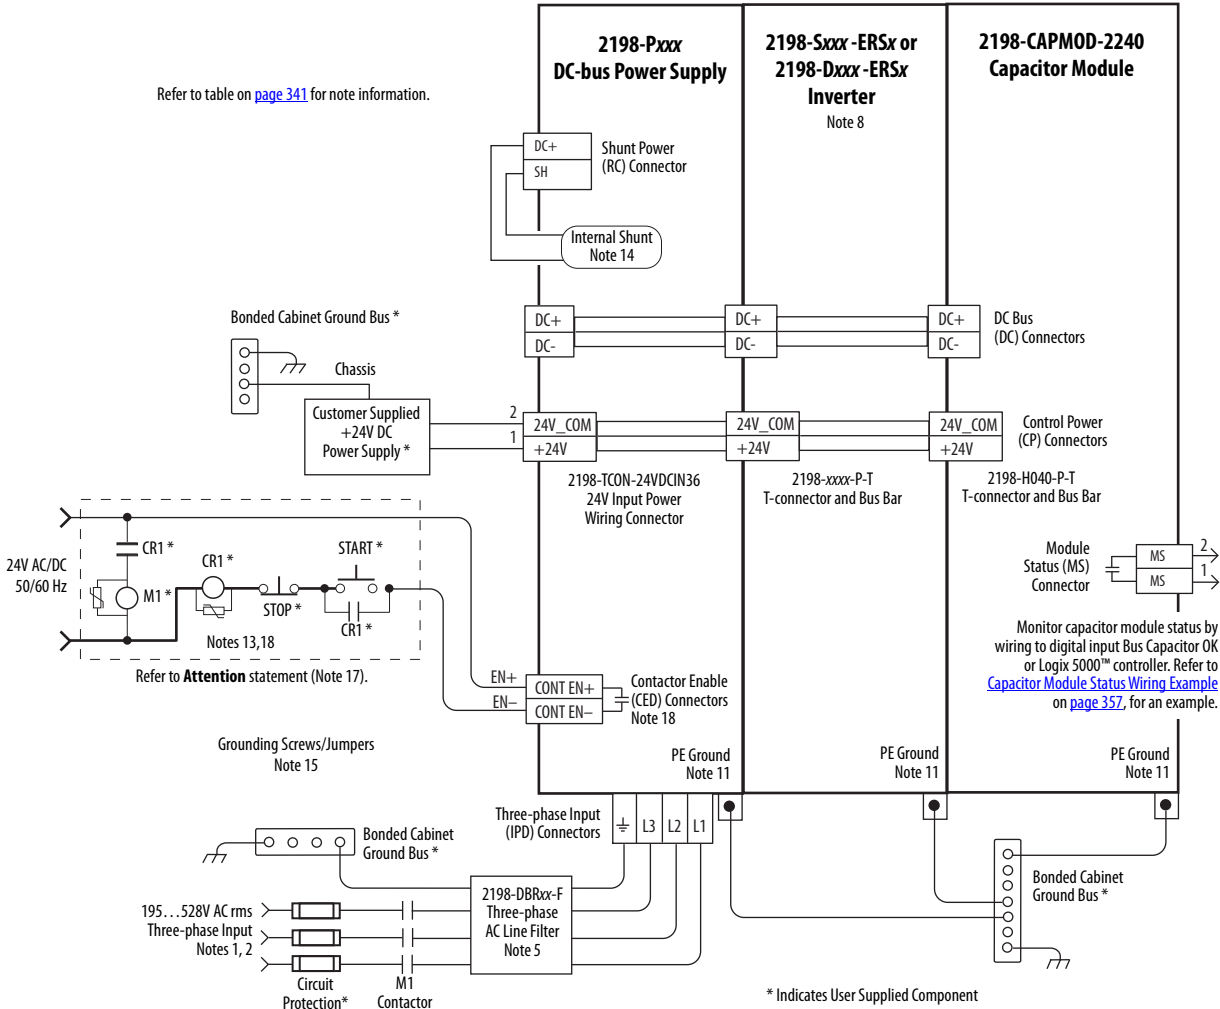 2198-Pxxx
DC-bus Power Supply
2198-Sxxx -ERSx or
2198-Dxxx -ERSx
Inverter
Note 8
2198-CAPMOD-2240
Capacitor Module
Refer to table on page 341 for note information.
DC+
SH
Shunt Power
(RC) Connector
Internal Shunt
Note 14
Bonded Cabinet Ground Bus *
DC+
DC-
DC+
DC-
DC+
DC-
DC Bus
(DC) Connectors
Chassis
Customer Supplied
+24V DC
Power Supply *
2
1
24V_COM
+24V
24V_COM
+24V
24V_COM
+24V
Control Power
(CP) Connectors
2198-TCON-24VDCIN36
24V Input Power
Wiring Connector
2198-xxxx-P-T
T-connector and Bus Bar
2198-H040-P-T
T-connector and Bus Bar
24V AC/DC
50/60 Hz
CR1 *
M1 *
CR1 *
START *
STOP *
CR1 *
Notes 13,18
Refer to Attention statement (Note 17).
Module
Status (MS)
Connector
MS
MS
2
1
Monitor capacitor module status by
wiring to digital input Bus Capacitor OK
or Logix 5000™ controller. Refer to
Capacitor Module Status Wiring Example
on page 357, for an example.
EN+
EN–
CONT EN+
CONT EN–
Contactor Enable
(CED) Connectors
Note 18
Grounding Screws/Jumpers
Note 15
PE Ground
Note 11
PE Ground
Note 11
PE Ground
Note 11
Three-phase Input
(IPD) Connectors
L3
L2
L1
Bonded Cabinet
Ground Bus *
2198-DBRxx-F
Three-phase
AC Line Filter
Note 5
195…528V AC rms
Three-phase Input
Notes 1, 2
Circuit
Protection*
M1
Contactor
Bonded Cabinet
Ground Bus *
* Indicates User Supplied Component